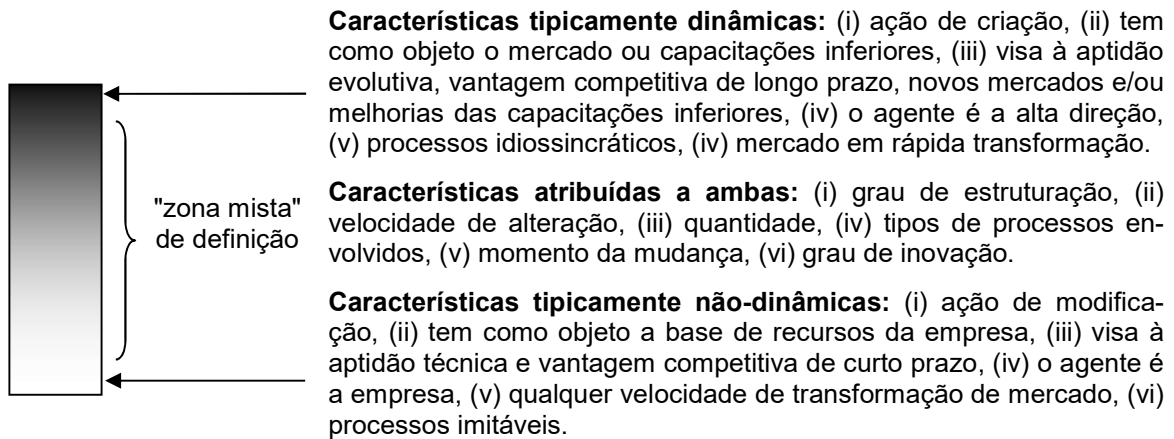 Características tipicamente dinâmicas: (i) ação de criação, (ii) tem
como objeto o mercado ou capacitações inferiores, (iii) visa à aptidão
evolutiva, vantagem competitiva de longo prazo, novos mercados e/ou
melhorias das capacitações inferiores, (iv) o agente é a alta direção,
(v) processos idiossincráticos, (iv) mercado em rápida transformação.
"zona mista"
de definição
Características atribuídas a ambas: (i) grau de estruturação, (ii)
velocidade de alteração, (iii) quantidade, (iv) tipos de processos en-
volvidos, (v) momento da mudança, (vi) grau de inovação.
Características tipicamente não-dinâmicas: (i) ação de modifica-
ção, (ii) tem como objeto a base de recursos da empresa, (iii) visa à
aptidão técnica e vantagem competitiva de curto prazo, (iv) o agente é
a empresa, (v) qualquer velocidade de transformação de mercado, (vi)
processos imitáveis.